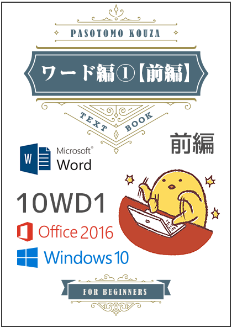 PASOTOMO KOUZA
ワード編①【前編】
TEXT BOOK
前編
Microsoft®
Word
10WD1
Office 2016
Windows 10
FOR BEGINNERS